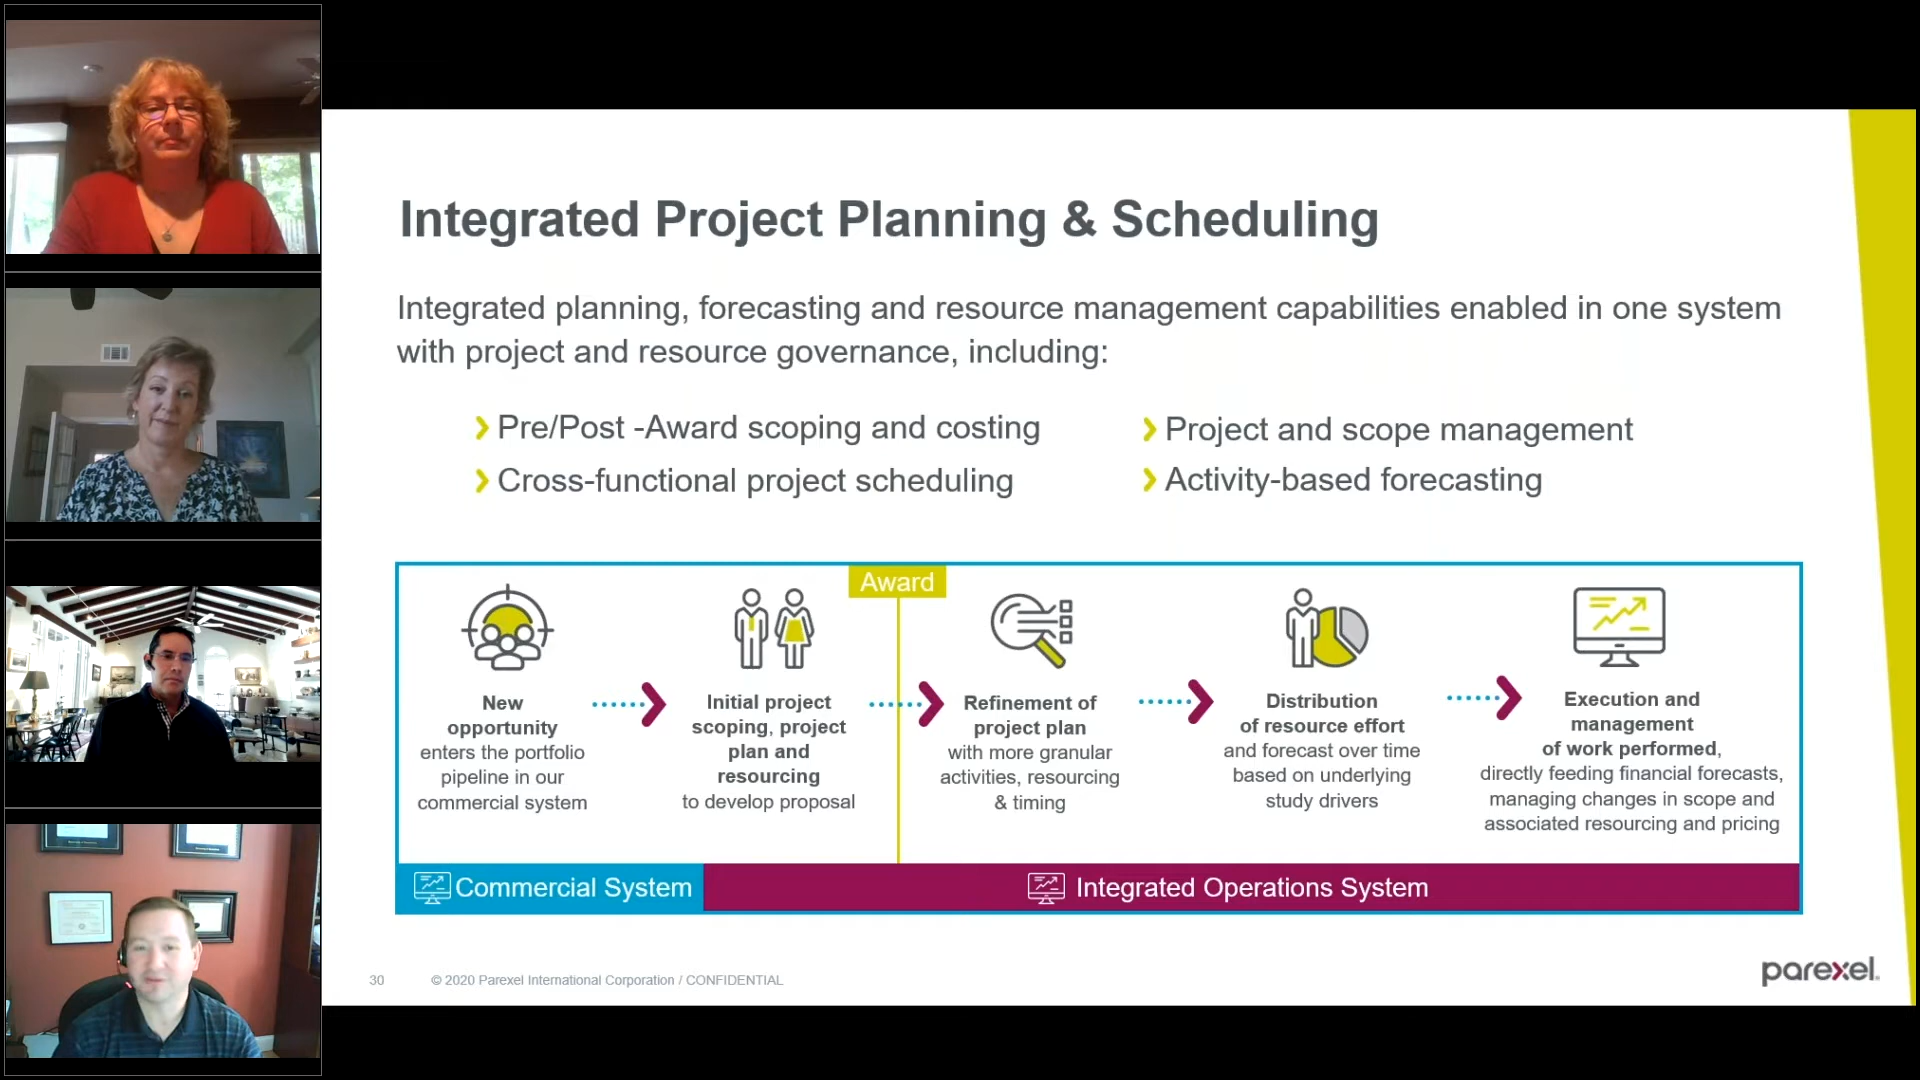 Integrated Project Planning & Scheduling
Integrated planning, forecasting and resource management capabilities enabled in one system
with project and resource governance, including:
Pre/Post -Award scoping and costing
Cross-functional project scheduling
Project and scope management
Activity-based forecasting
Award
New
opportunity
enters the portfolio
pipeline in our
commercial system
Initial project
scoping, project
plan and
resourcing
to develop proposal
Refinement of
project plan
with more granular
activities, resourcing
& timing
Distribution
of resource effort
and forecast over time
based on underlying
study drivers
Execution and
management
of work performed,
directly feeding financial forecasts,
managing changes in scope and
associated resourcing and pricing
Commercial System
Integrated Operations System
30
© 2020 Parexel International Corporation / CONFIDENTIAL
parexel.